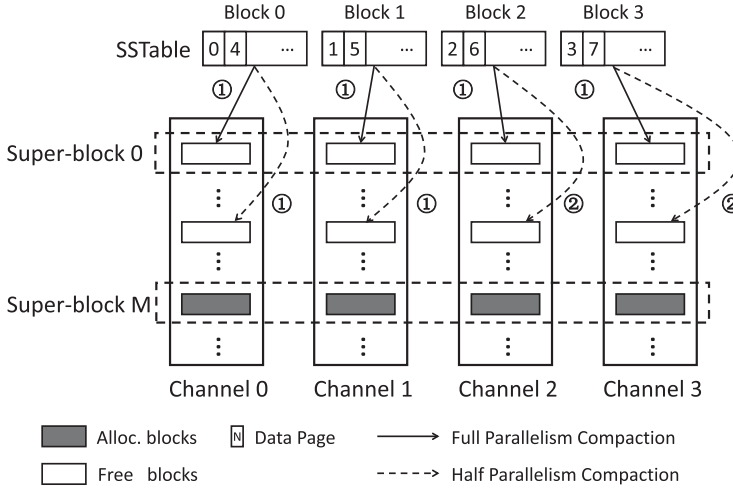 Block 0 Block 1 Block 2 Block 3
SSTable 0 4 ... 1 5 ... 2 6 ... 3 7 ...
① ① ① ①
Super-block 0
① ① ② ②
Super-block M
Channel 0 Channel 1 Channel 2 Channel 3
Alloc. blocks N Data Page Full Parallelism Compaction
Free blocks Half Parallelism Compaction